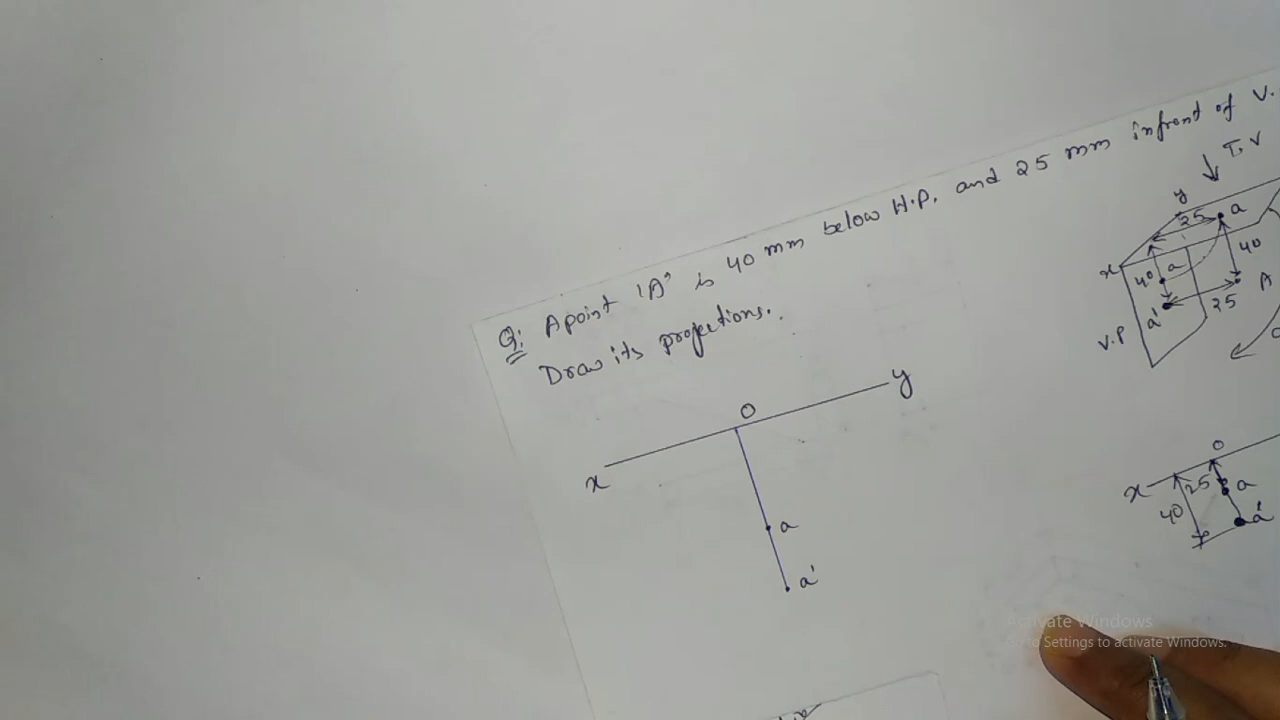 Q: A point 'A' is 40 mm below H.P. and 25 mm infront of V.
Draw its projections.
T.V
y
25
a
x
40
a
40
A
a'
25
V.P
O
y
x
a
a'
O
x
25
a
40
a'
Activate Windows
Go to Settings to activate Windows.